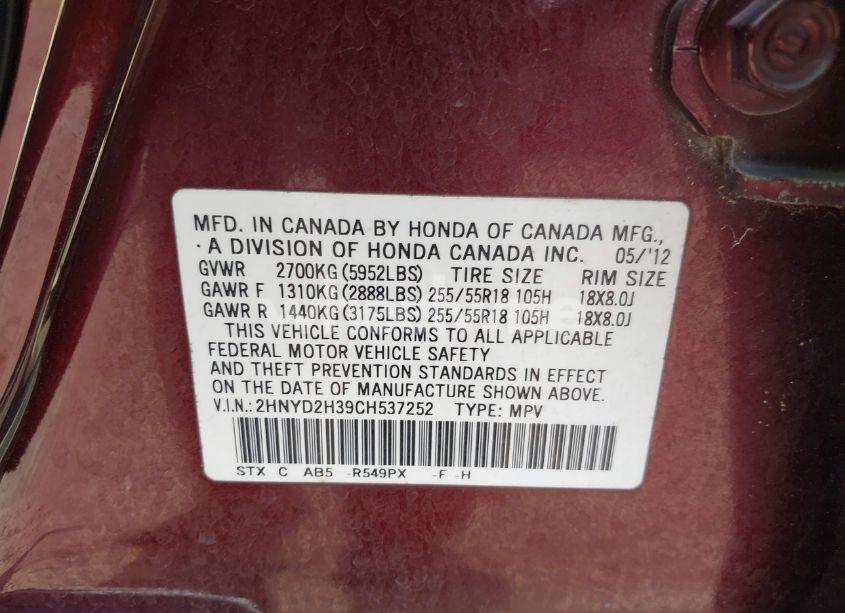 MFD. IN CANADA BY HONDA OF CANADA MFG.,
· A DIVISION OF HONDA CANADA INC. 05/'12
GVWR 2700KG (5952LBS) TIRE SIZE RIM SIZE
GAWR F 1310KG (2888LBS) 255/55R18 105H 18X8.0J
GAWR R 1440KG (3175LBS) 255/55R18 105H 18X8.0J
THIS VEHICLE CONFORMS TO ALL APPLICABLE
FEDERAL MOTOR VEHICLE SAFETY
AND THEFT PREVENTION STANDARDS IN EFFECT
ON THE DATE OF MANUFACTURE SHOWN ABOVE.
V.I.N.: 2HNYD2H39CH537252 TYPE: MPV
STX C AB5 -R549PX -F -H